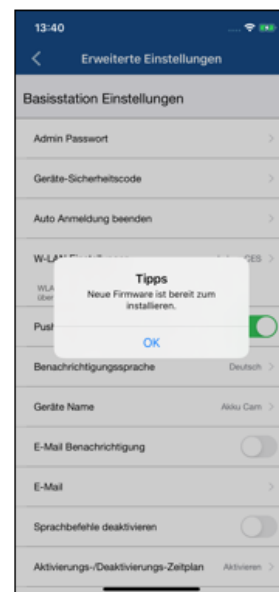 13:40
Erweiterte Einstellungen
Basisstation Einstellungen
Admin Passwort
Geräte-Sicherheitscode
Auto Anmeldung beenden
Tipps
Neue Firmware ist bereit zum
installieren.
OK
Benachrichtigungssprache Deutsch
Geräte Name Akku Cam
E-Mail Benachrichtigung
E-Mail
Sprachbefehle deaktivieren
Aktivierungs-/Deaktivierungs-Zeitplan Aktivieren